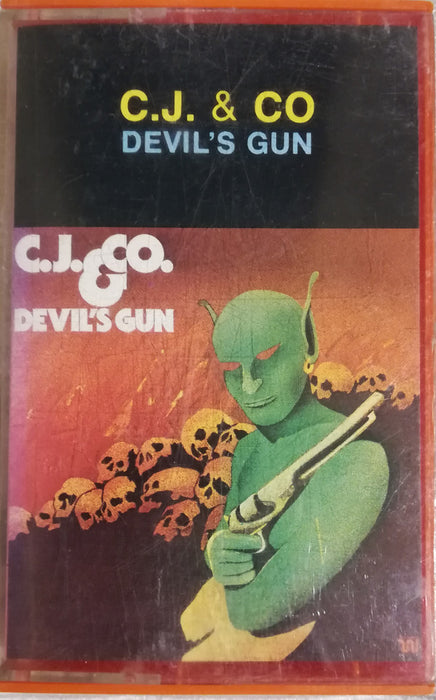 C.J. & CO
DEVIL'S GUN
C.J. & CO.
DEVIL'S GUN